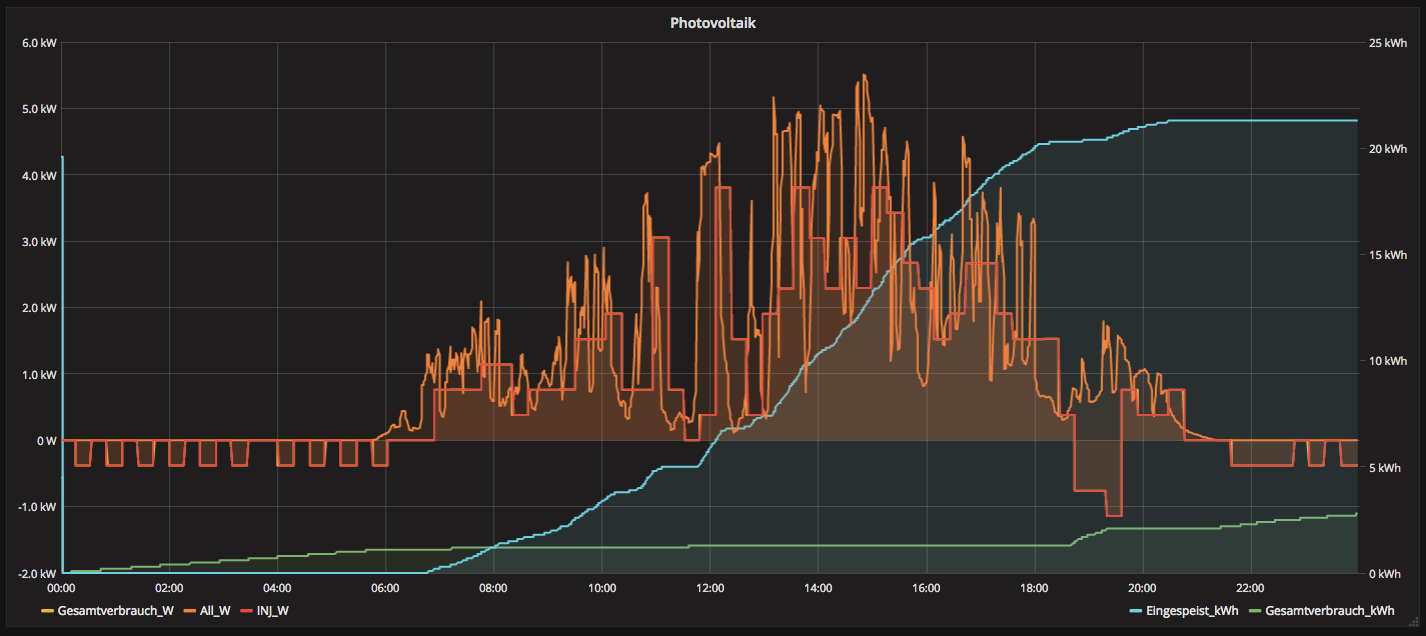 Photovoltaik
6.0 kW
5.0 kW
4.0 kW
3.0 kW
2.0 kW
1.0 kW
0 W
-1.0 kW
-2.0 kW
25 kWh
20 kWh
15 kWh
10 kWh
5 kWh
0 kWh
00:00 02:00 04:00 06:00 08:00 10:00 12:00 14:00 16:00 18:00 20:00 22:00
Gesamtverbrauch_W All_W INJ_W Eingespeist_kWh Gesamtverbrauch_kWh